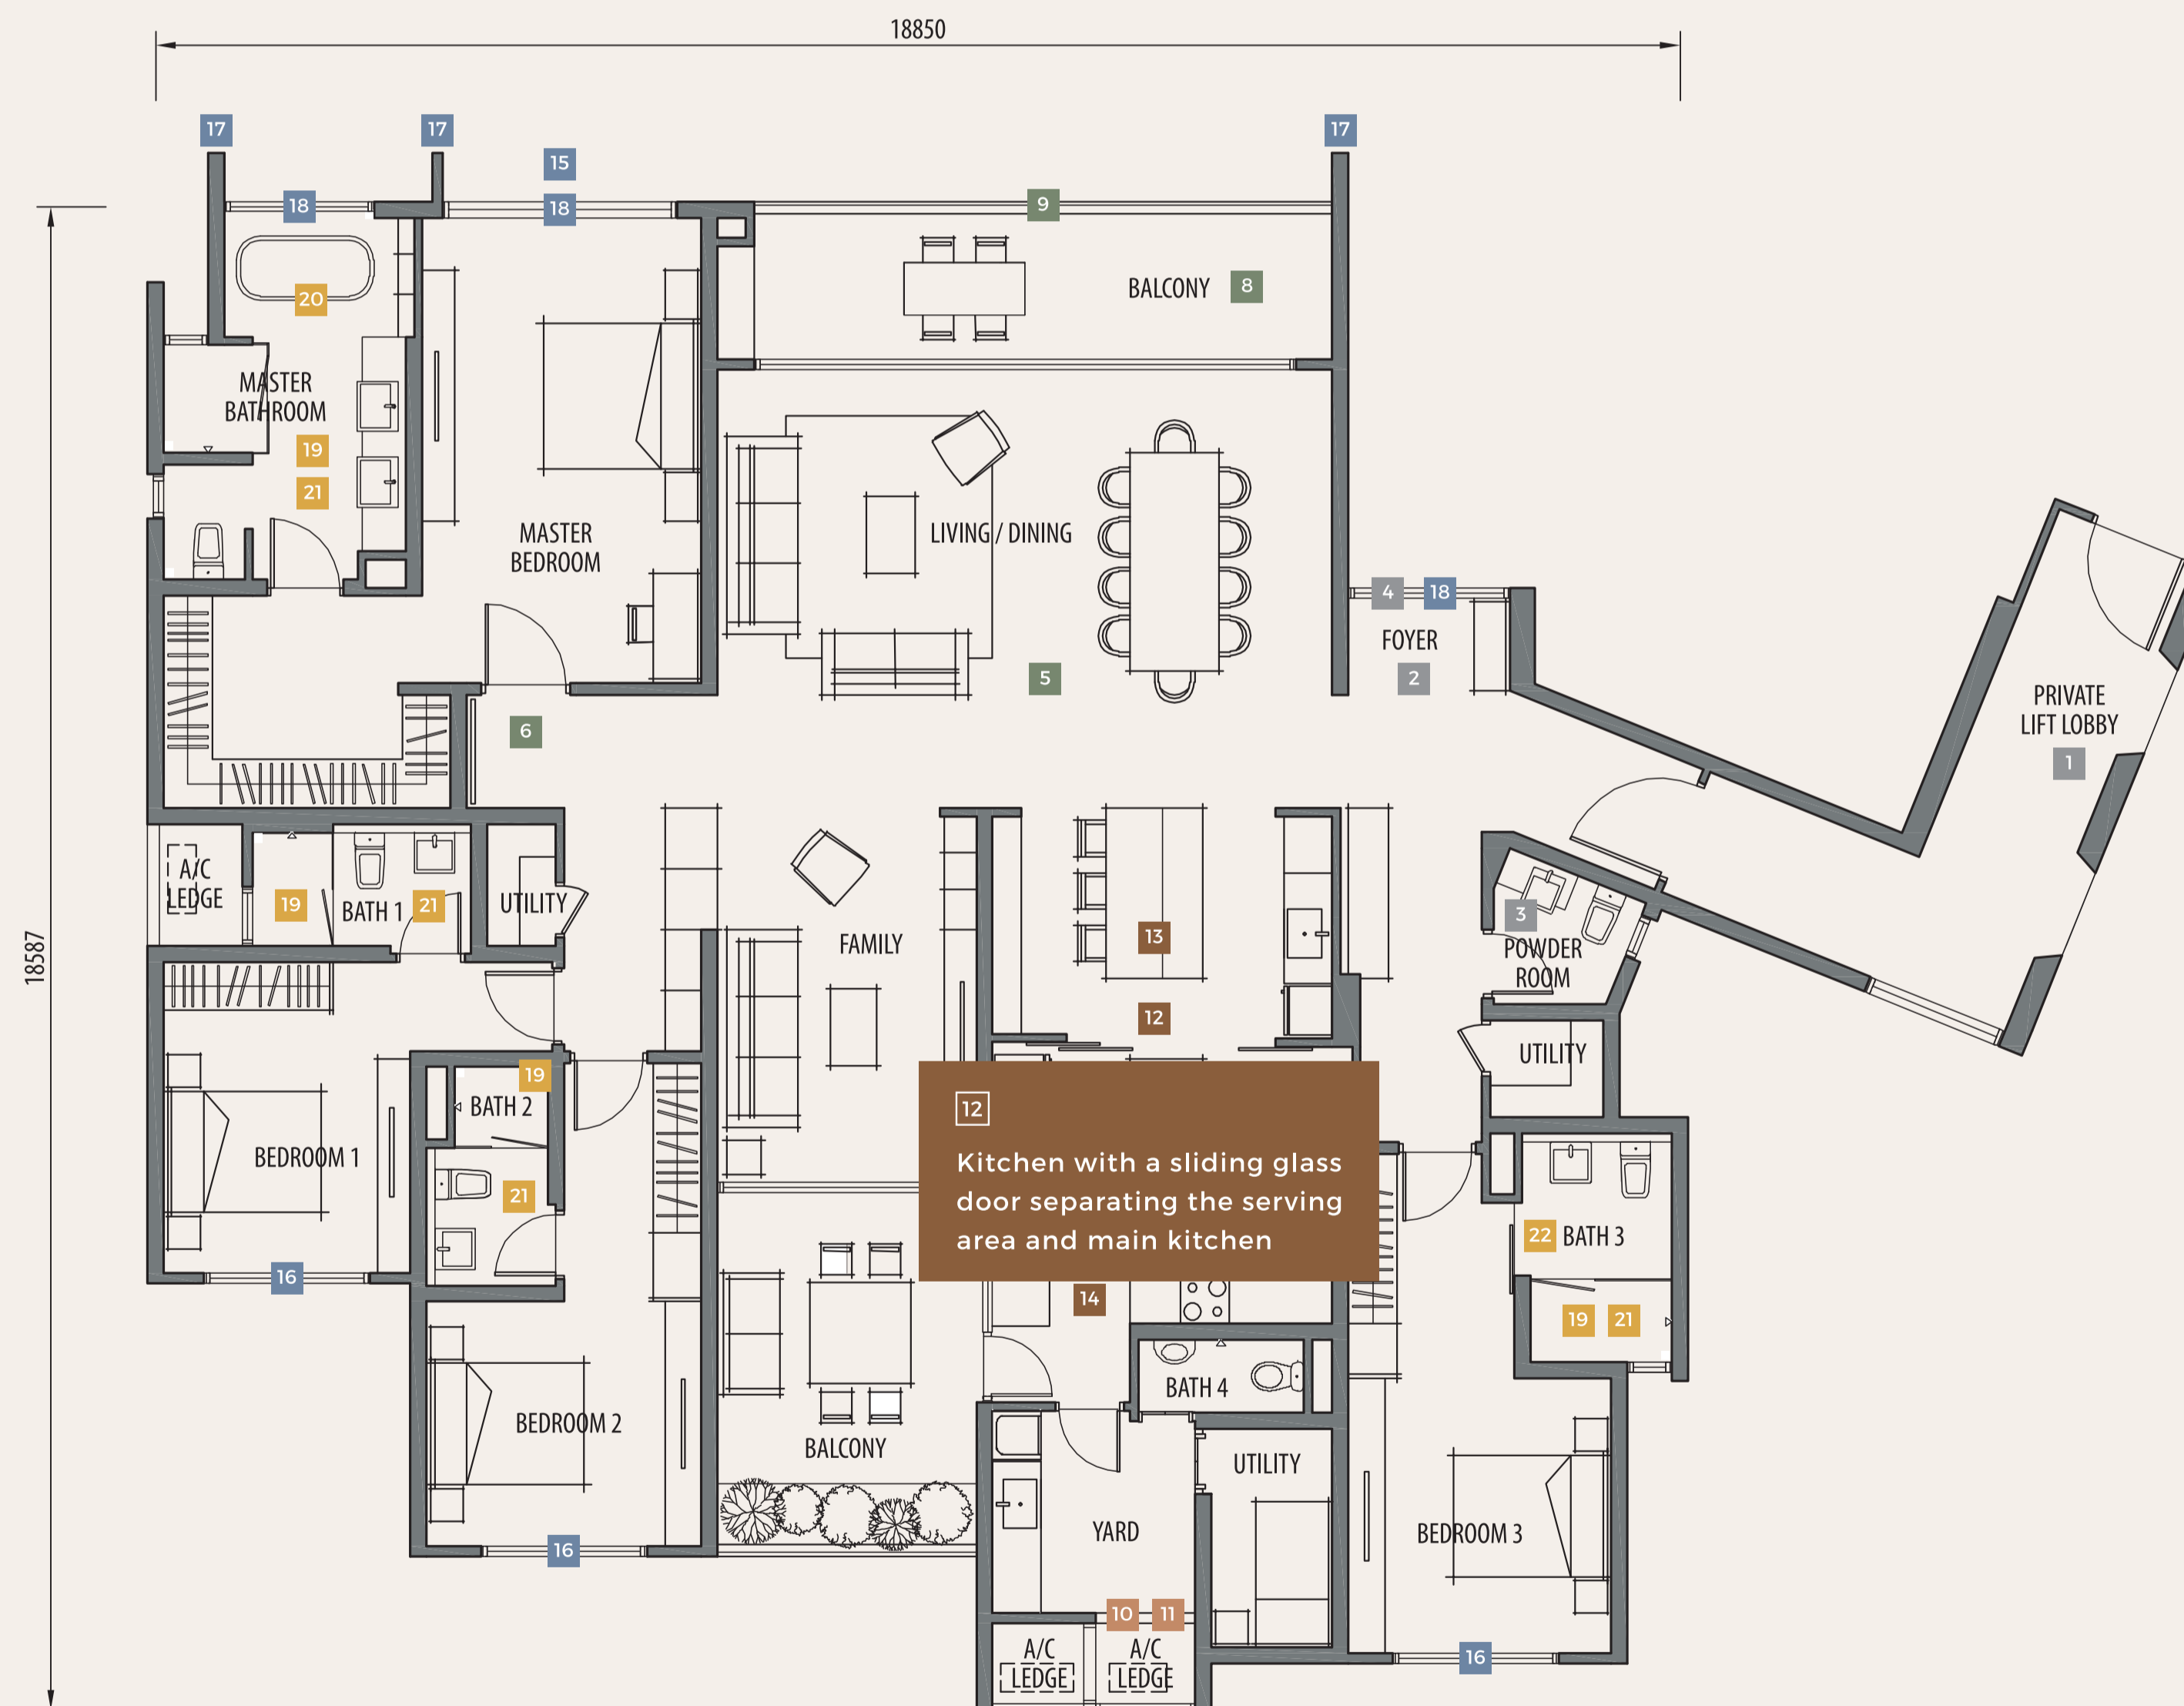 18850
17
17
17
15
18
18
9
BALCONY
8
20
MASTER
BATHROOM
19
21
MASTER
BEDROOM
LIVING / DINING
4
18
FOYER
2
5
6
PRIVATE
LIFT LOBBY
1
A/C
LEDGE
19
BATH 1
21
UTILITY
FAMILY
13
3
POWDER
ROOM
18587
12
UTILITY
19
BATH 2
BEDROOM 1
21
12
Kitchen with a sliding glass
door separating the serving
area and main kitchen
22
BATH 3
16
14
19
21
BATH 4
BEDROOM 2
BALCONY
UTILITY
YARD
BEDROOM 3
16
10
11
A/C
LEDGE
A/C
LEDGE
16